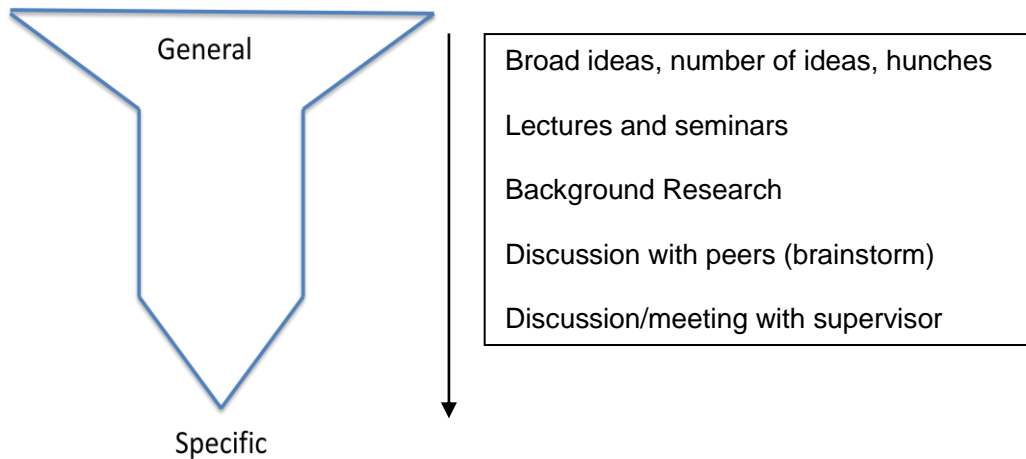 General
Broad ideas, number of ideas, hunches
Lectures and seminars
Background Research
Discussion with peers (brainstorm)
Discussion/meeting with supervisor
Specific